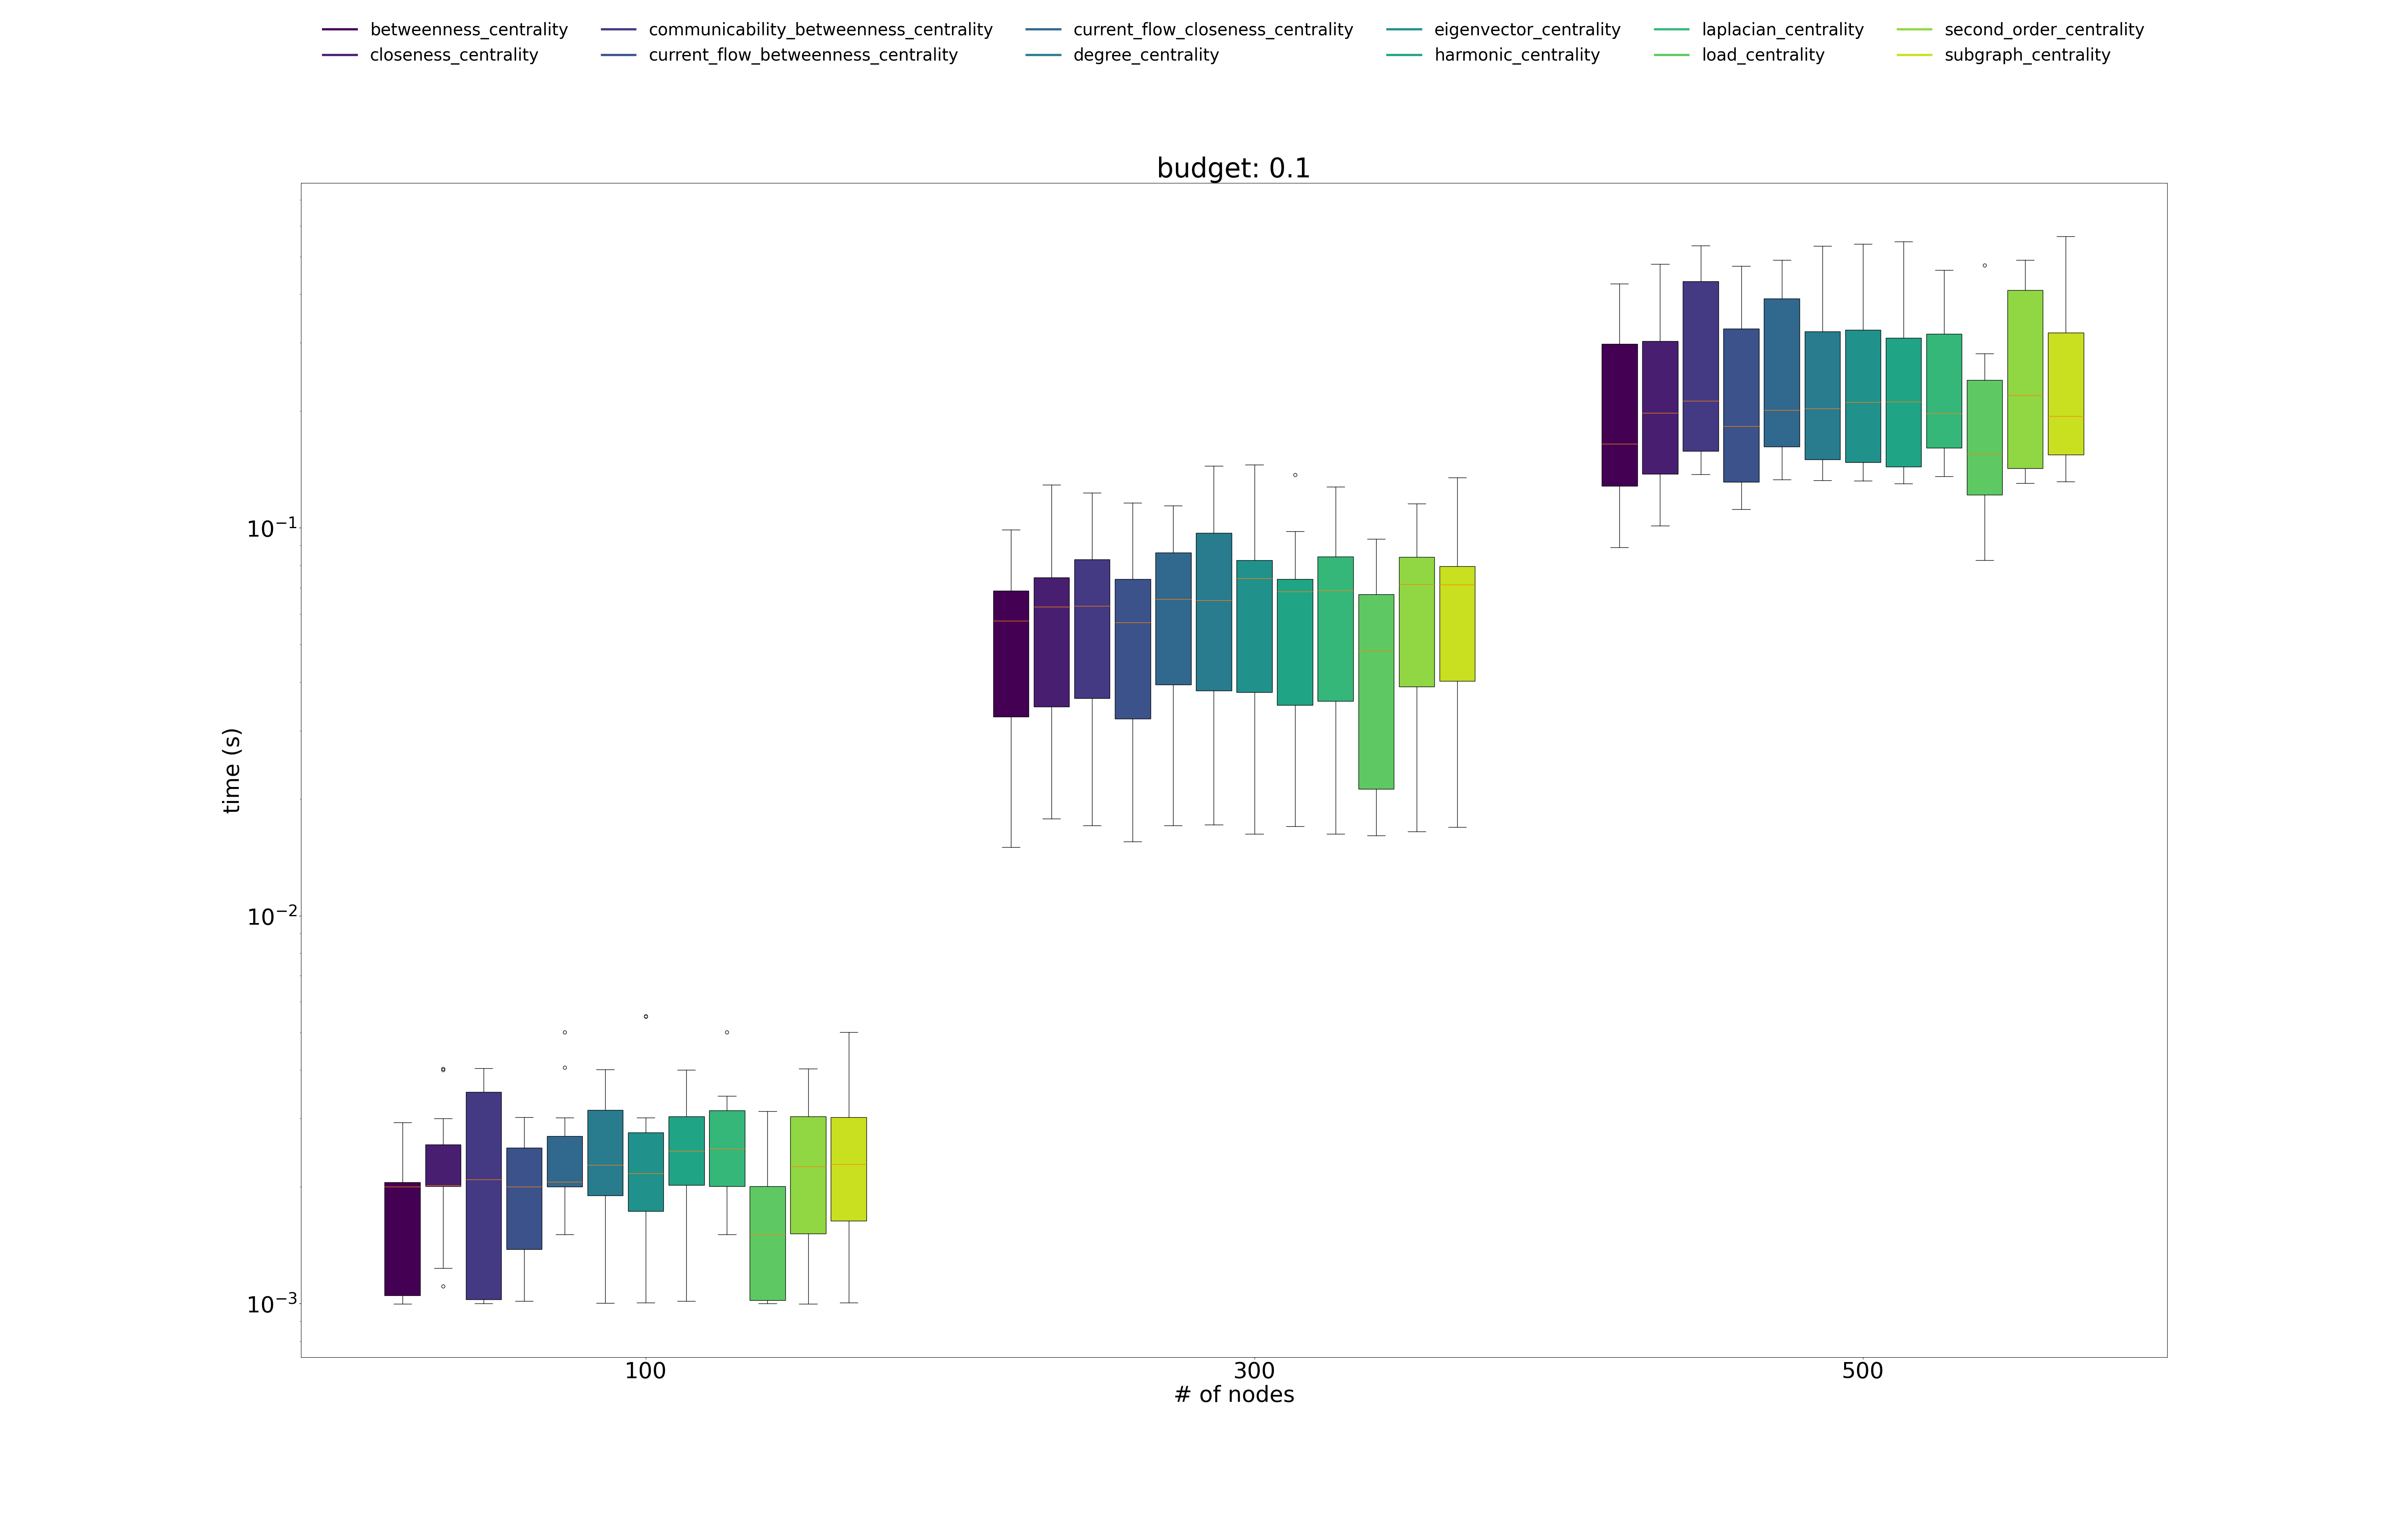 betweenness_centrality communicability_betweenness_centrality current_flow_closeness_centrality eigenvector_centrality laplacian_centrality second_order_centrality
closeness_centrality current_flow_betweenness_centrality degree_centrality harmonic_centrality load_centrality subgraph_centrality
budget: 0.1
10⁻¹
10⁻²
10⁻³
time (s)
100 300 500
# of nodes